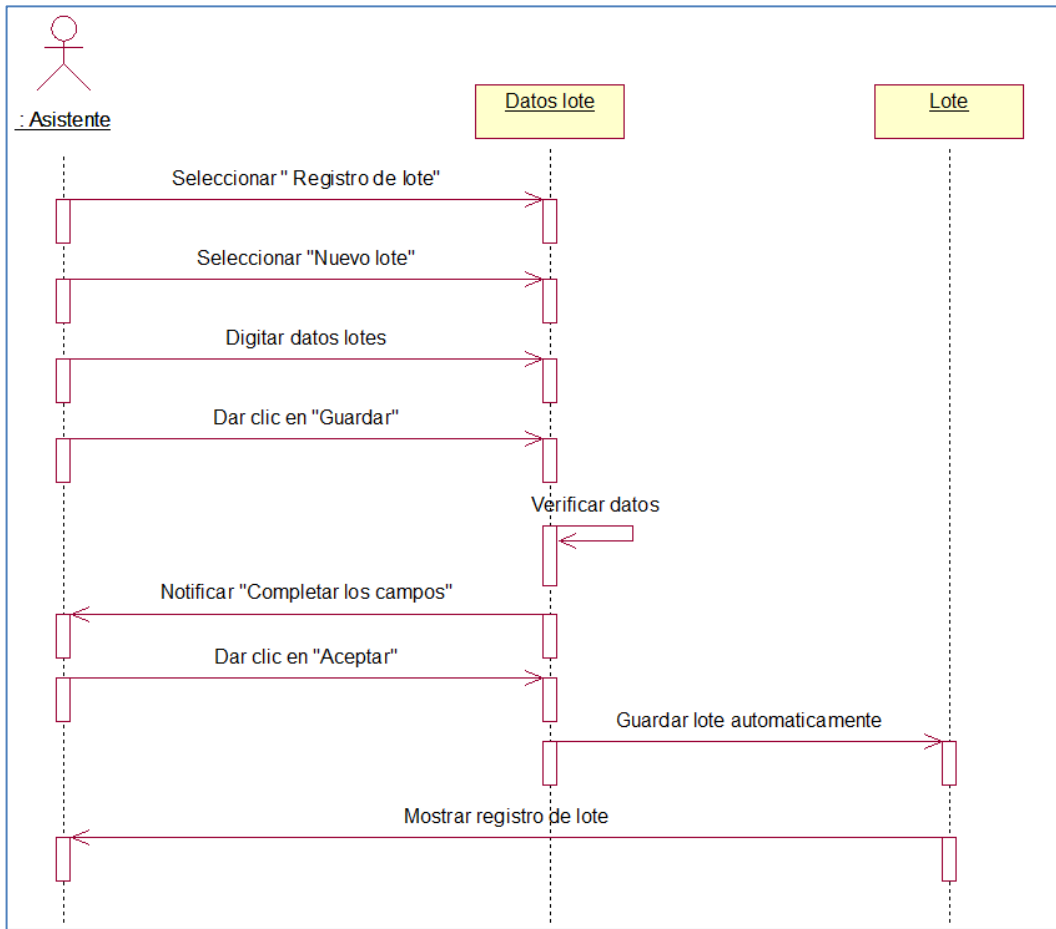 : Asistente
Datos lote
Lote
Seleccionar " Registro de lote"
Seleccionar "Nuevo lote"
Digitar datos lotes
Dar clic en "Guardar"
Verificar datos
Notificar "Completar los campos"
Dar clic en "Aceptar"
Guardar lote automaticamente
Mostrar registro de lote